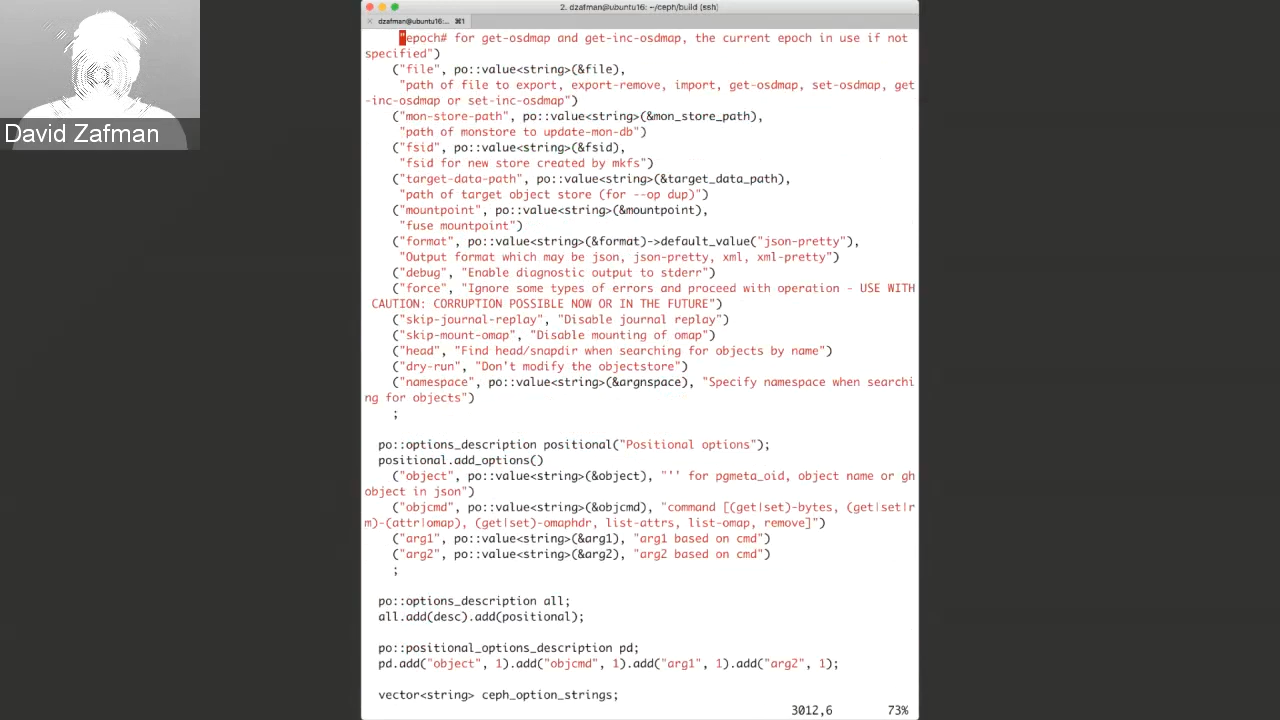 2. dzafman@ubuntu16: ~/ceph/build (ssh)
dzafman@ubuntu16:... ⌘1
David Zafman
"epoch# for get-osdmap and get-inc-osdmap, the current epoch in use if not
specified")
("file", po::value<string>(&file),
"path of file to export, export-remove, import, get-osdmap, set-osdmap, get
-inc-osdmap or set-inc-osdmap")
("mon-store-path", po::value<string>(&mon_store_path),
"path of monstore to update-mon-db")
("fsid", po::value<string>(&fsid),
"fsid for new store created by mkfs")
("target-data-path", po::value<string>(&target_data_path),
"path of target object store (for --op dup)")
("mountpoint", po::value<string>(&mountpoint),
"fuse mountpoint")
("format", po::value<string>(&format)->default_value("json-pretty"),
"Output format which may be json, json-pretty, xml, xml-pretty")
("debug", "Enable diagnostic output to stderr")
("force", "Ignore some types of errors and proceed with operation - USE WITH
CAUTION: CORRUPTION POSSIBLE NOW OR IN THE FUTURE")
("skip-journal-replay", "Disable journal replay")
("skip-mount-omap", "Disable mounting of omap")
("head", "Find head/snapdir when searching for objects by name")
("dry-run", "Don't modify the objectstore")
("namespace", po::value<string>(&argnspace), "Specify namespace when searchi
ng for objects")
;
po::options_description positional("Positional options");
positional.add_options()
("object", po::value<string>(&object), "'' for pgmeta_oid, object name or gh
object in json")
("objcmd", po::value<string>(&objcmd), "command [(get|set)-bytes, (get|set|r
m)-(attr|omap), (get|set)-omaphdr, list-attrs, list-omap, remove]")
("arg1", po::value<string>(&arg1), "arg1 based on cmd")
("arg2", po::value<string>(&arg2), "arg2 based on cmd")
;
po::options_description all;
all.add(desc).add(positional);
po::positional_options_description pd;
pd.add("object", 1).add("objcmd", 1).add("arg1", 1).add("arg2", 1);
vector<string> ceph_option_strings;
3012,6 73%